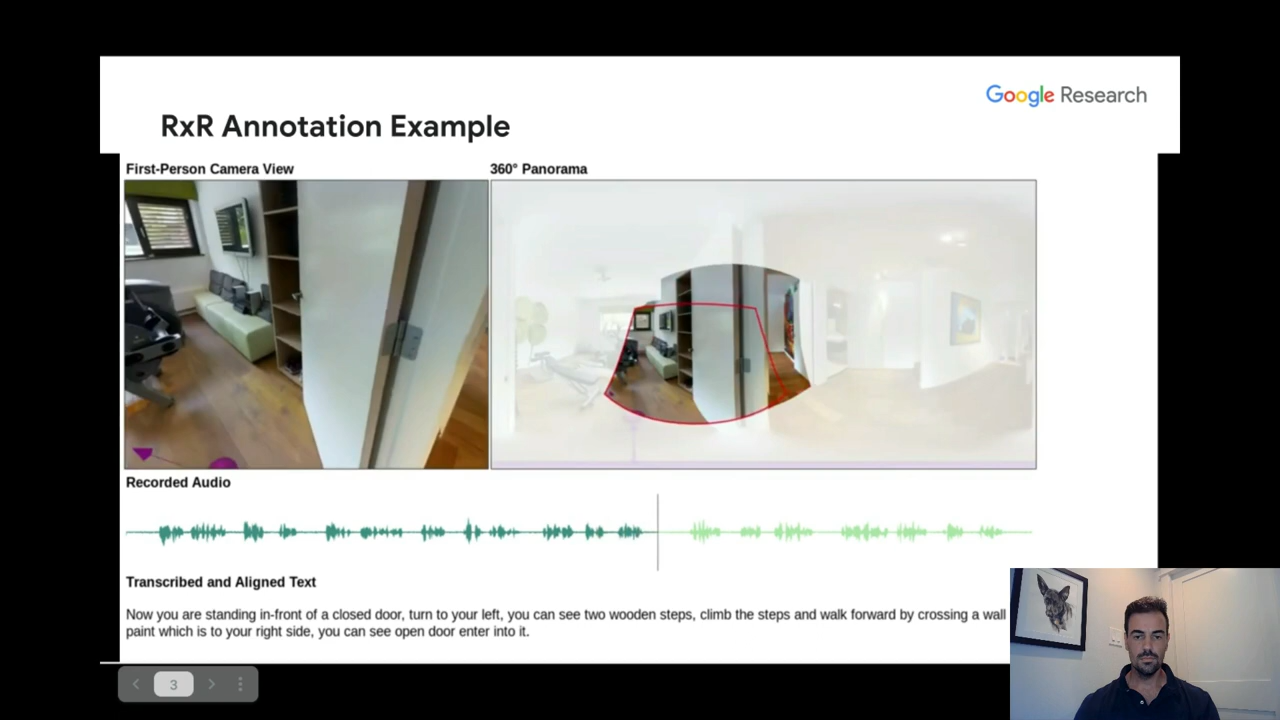 Google Research
RxR Annotation Example
First-Person Camera View
360° Panorama
Recorded Audio
Transcribed and Aligned Text
Now you are standing in-front of a closed door, turn to your left, you can see two wooden steps, climb the steps and walk forward by crossing a wall
paint which is to your right side, you can see open door enter into it.
3